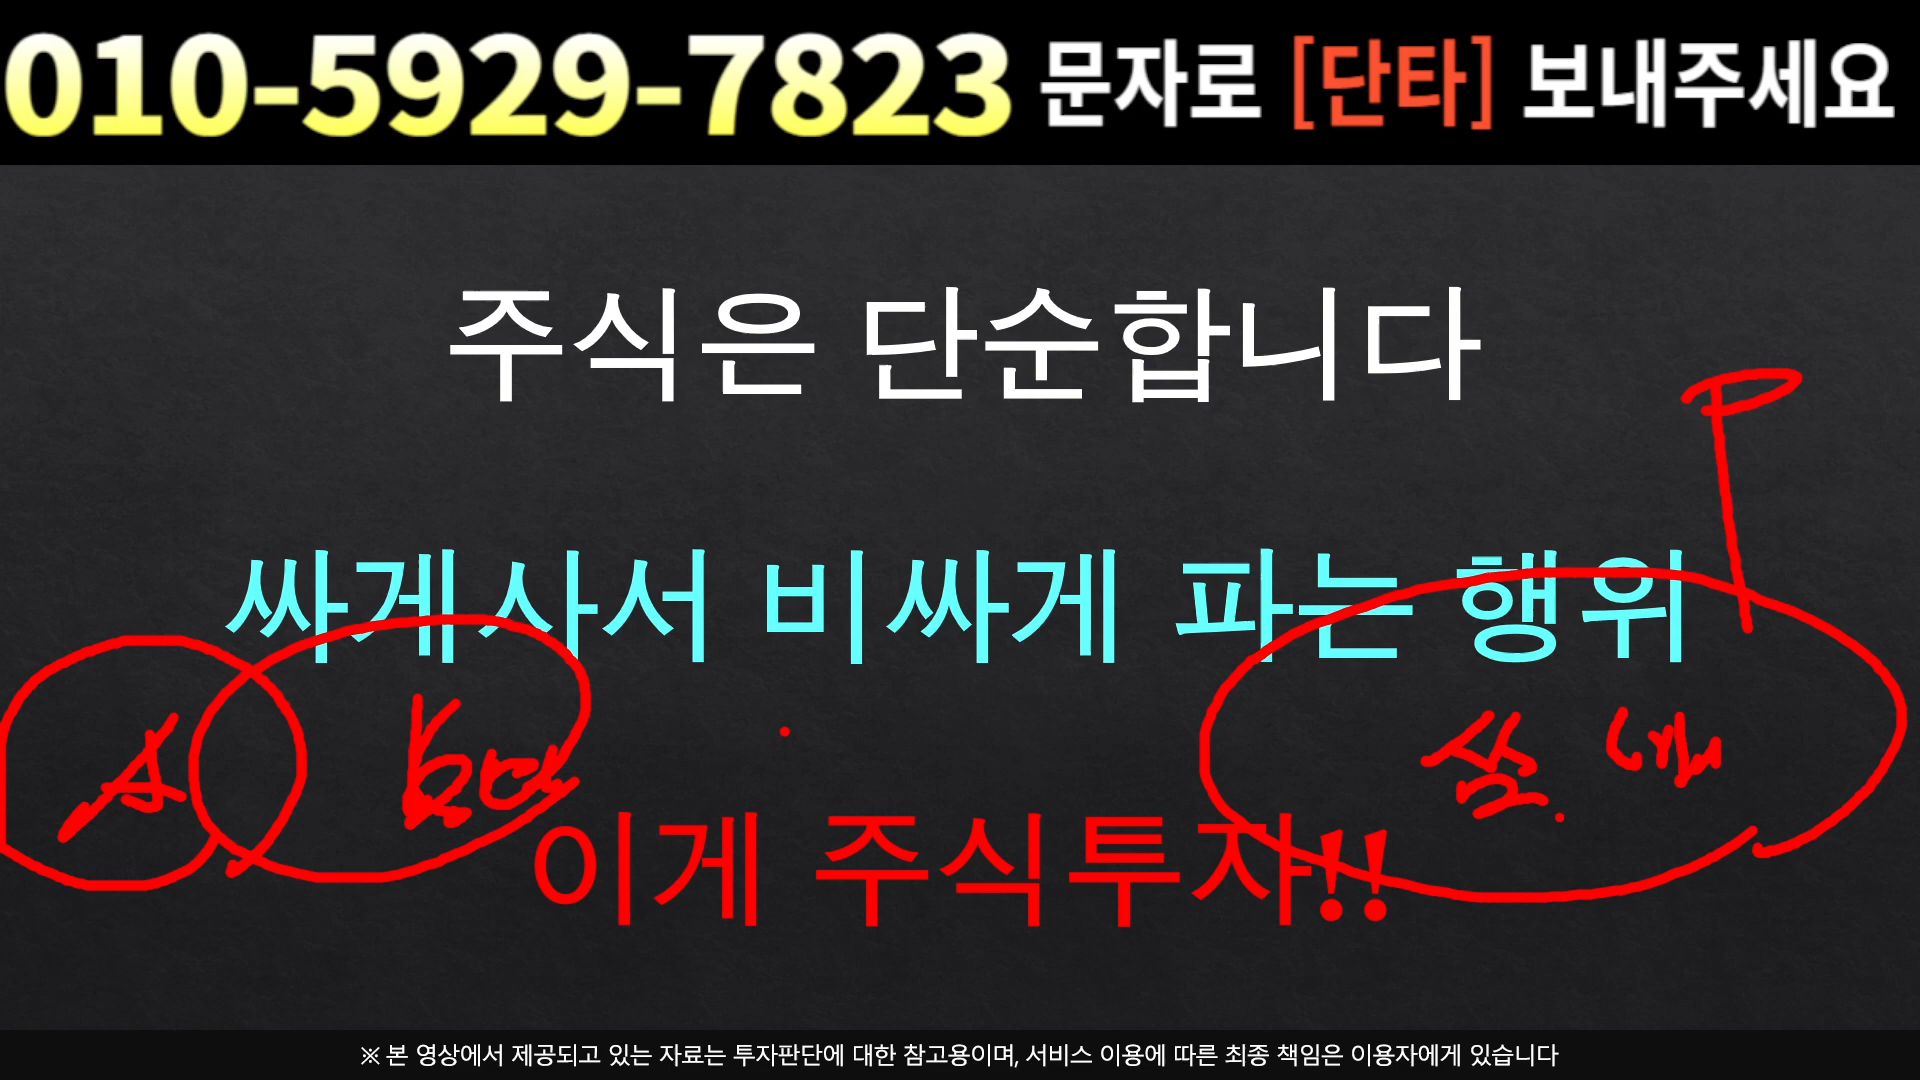 010-5929-7823 문자로 [단타] 보내주세요
주식은 단순합니다
싸게사서 비싸게 파는 행위
A
이게 주식투자!!
※ 본 영상에서 제공되고 있는 자료는 투자판단에 대한 참고용이며, 서비스 이용에 따른 최종 책임은 이용자에게 있습니다